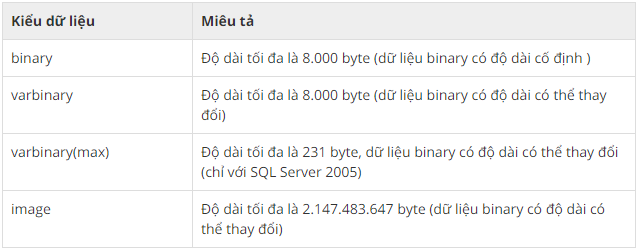 Kiểu dữ liệu Miêu tả
binary Độ dài tối đa là 8.000 byte (dữ liệu binary có độ dài cố định )
varbinary Độ dài tối đa là 8.000 byte (dữ liệu binary có độ dài có thể thay
đổi)
varbinary(max) Độ dài tối đa là 231 byte, dữ liệu binary có độ dài có thể thay đổi
(chỉ với SQL Server 2005)
image Độ dài tối đa là 2.147.483.647 byte (dữ liệu binary có độ dài có
thể thay đổi)